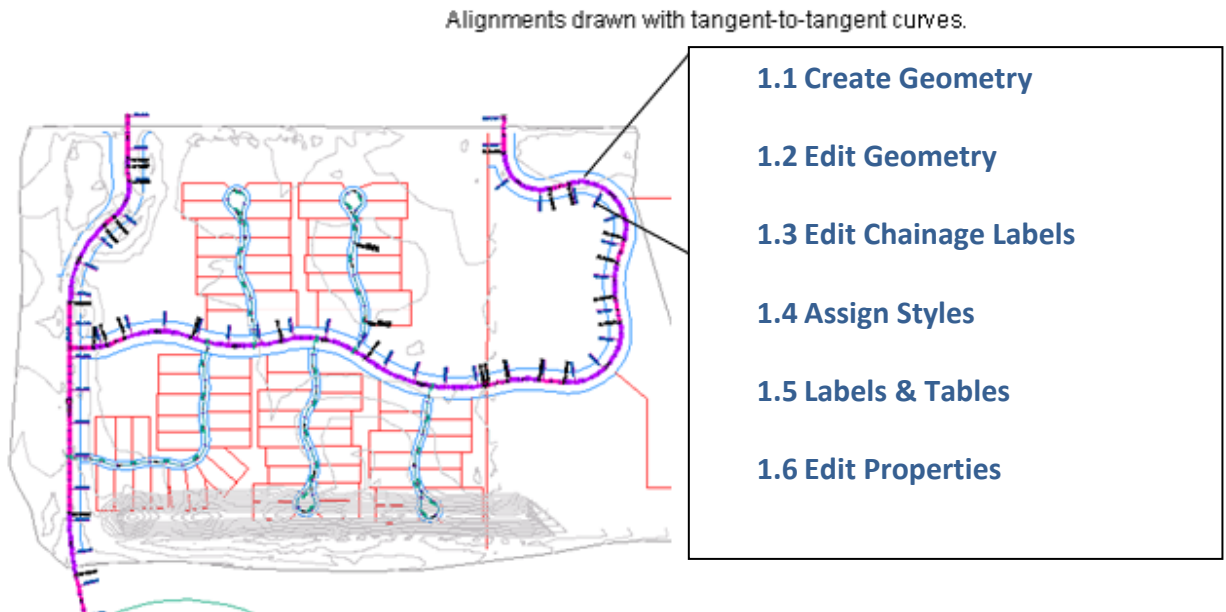 Alignments drawn with tangent-to-tangent curves.
1.1 Create Geometry
1.2 Edit Geometry
1.3 Edit Chainage Labels
1.4 Assign Styles
1.5 Labels & Tables
1.6 Edit Properties